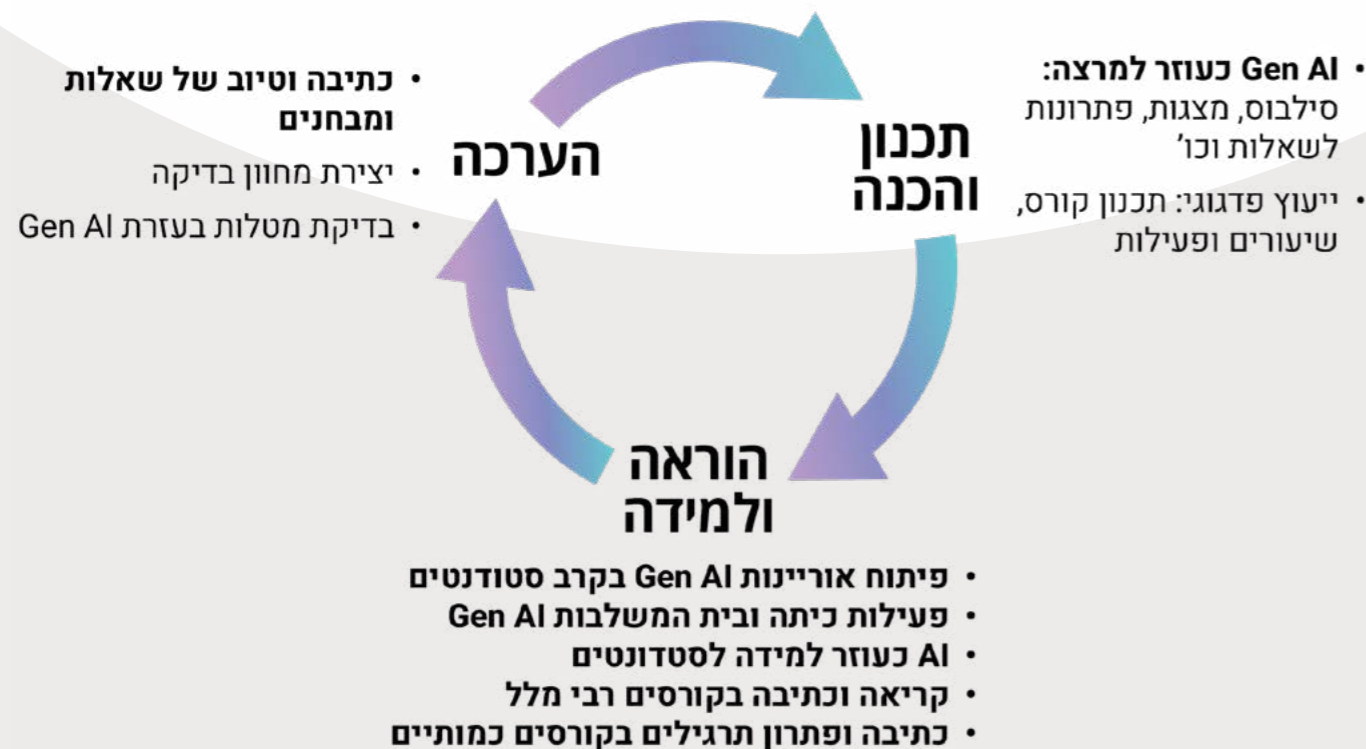 תכנון
והכנה
• Gen AI כעוזר למרצה:
סילבוס, מצגות, פתרונות
לשאלות וכו'
• ייעוץ פדגוגי: תכנון קורס,
שיעורים ופעילות
הוראה
ולמידה
• פיתוח אוריינות Gen AI בקרב סטודנטים
• פעילות כיתה ובית המשלבות Gen AI
• AI כעוזר למידה לסטדונטים
• קריאה וכתיבה בקורסים רבי מלל
• כתיבה ופתרון תרגילים בקורסים כמותיים
הערכה
• כתיבה וטיוב של שאלות
ומבחנים
• יצירת מחוון בדיקה
• בדיקת מטלות בעזרת Gen AI